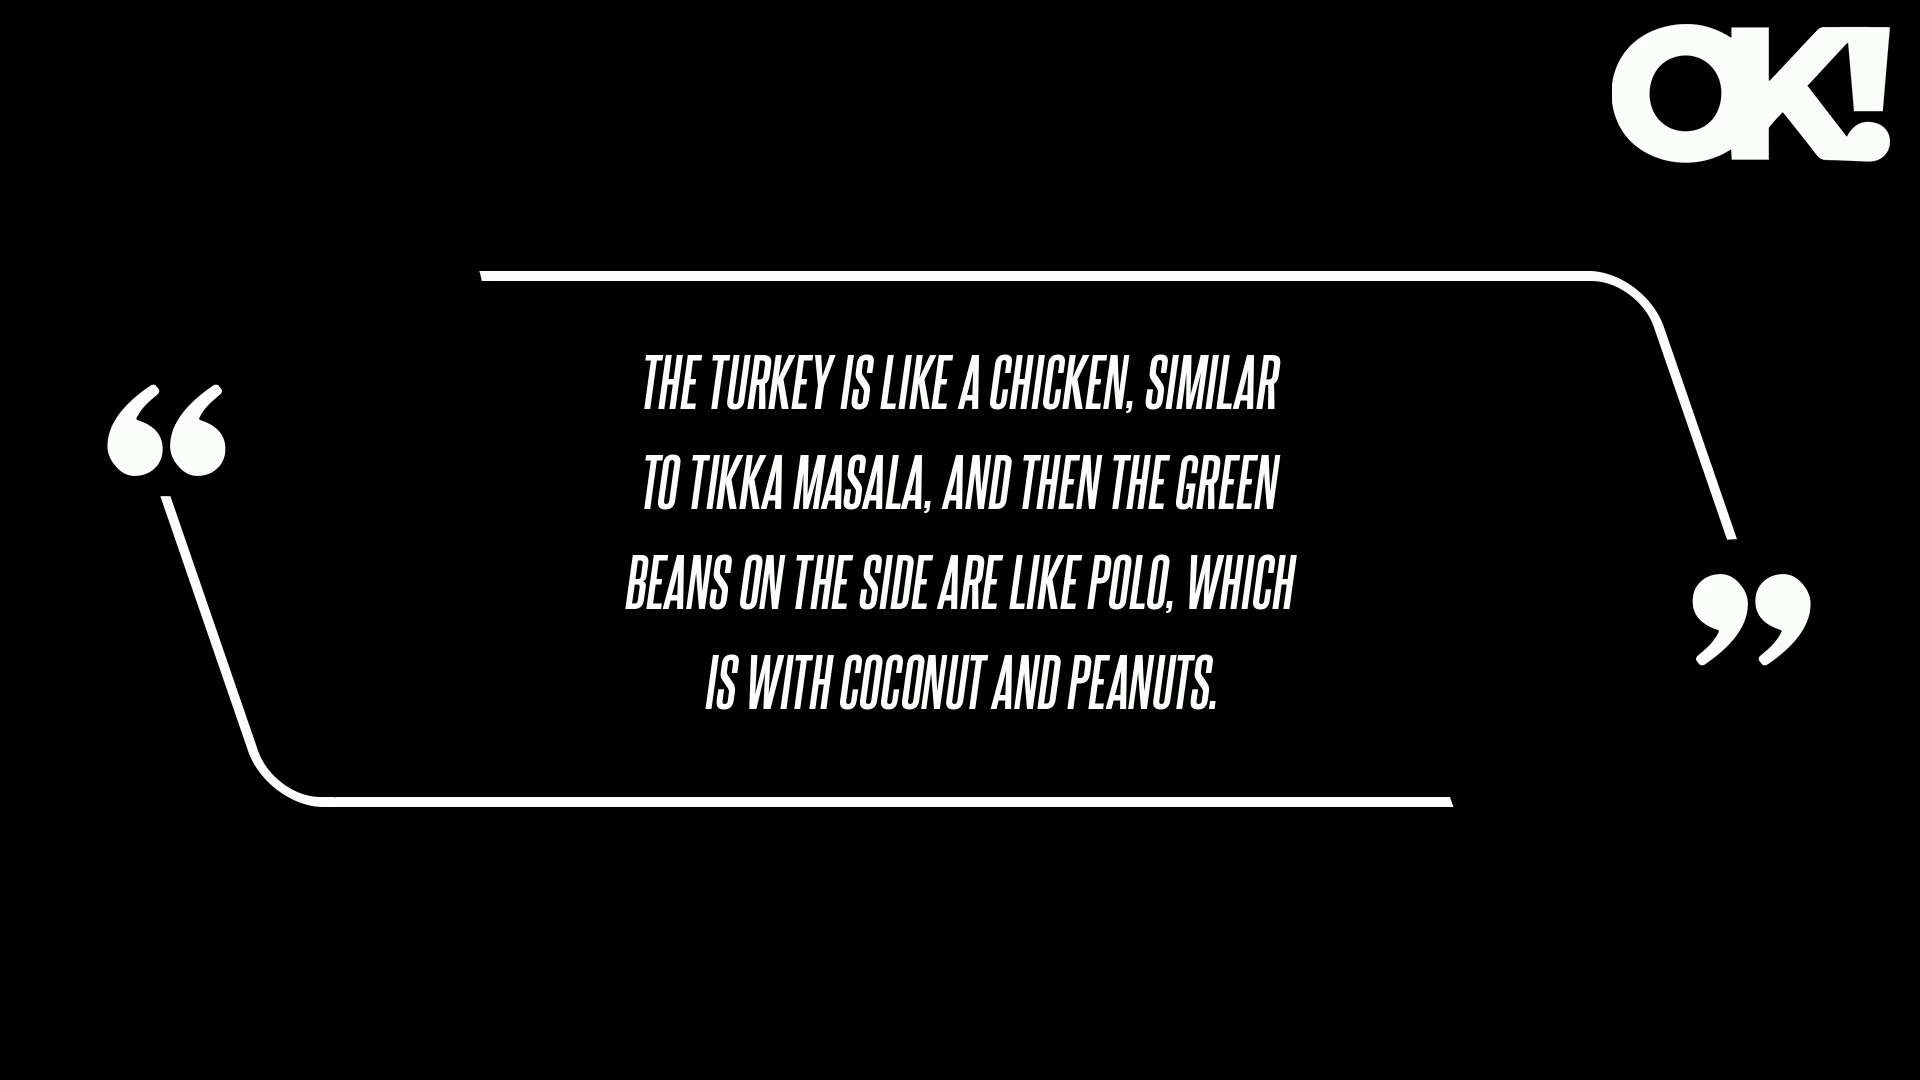 OK!
“
THE TURKEY IS LIKE A CHICKEN, SIMILAR
TO TIKKA MASALA, AND THEN THE GREEN
BEANS ON THE SIDE ARE LIKE POLO, WHICH
IS WITH COCONUT AND PEANUTS.
”